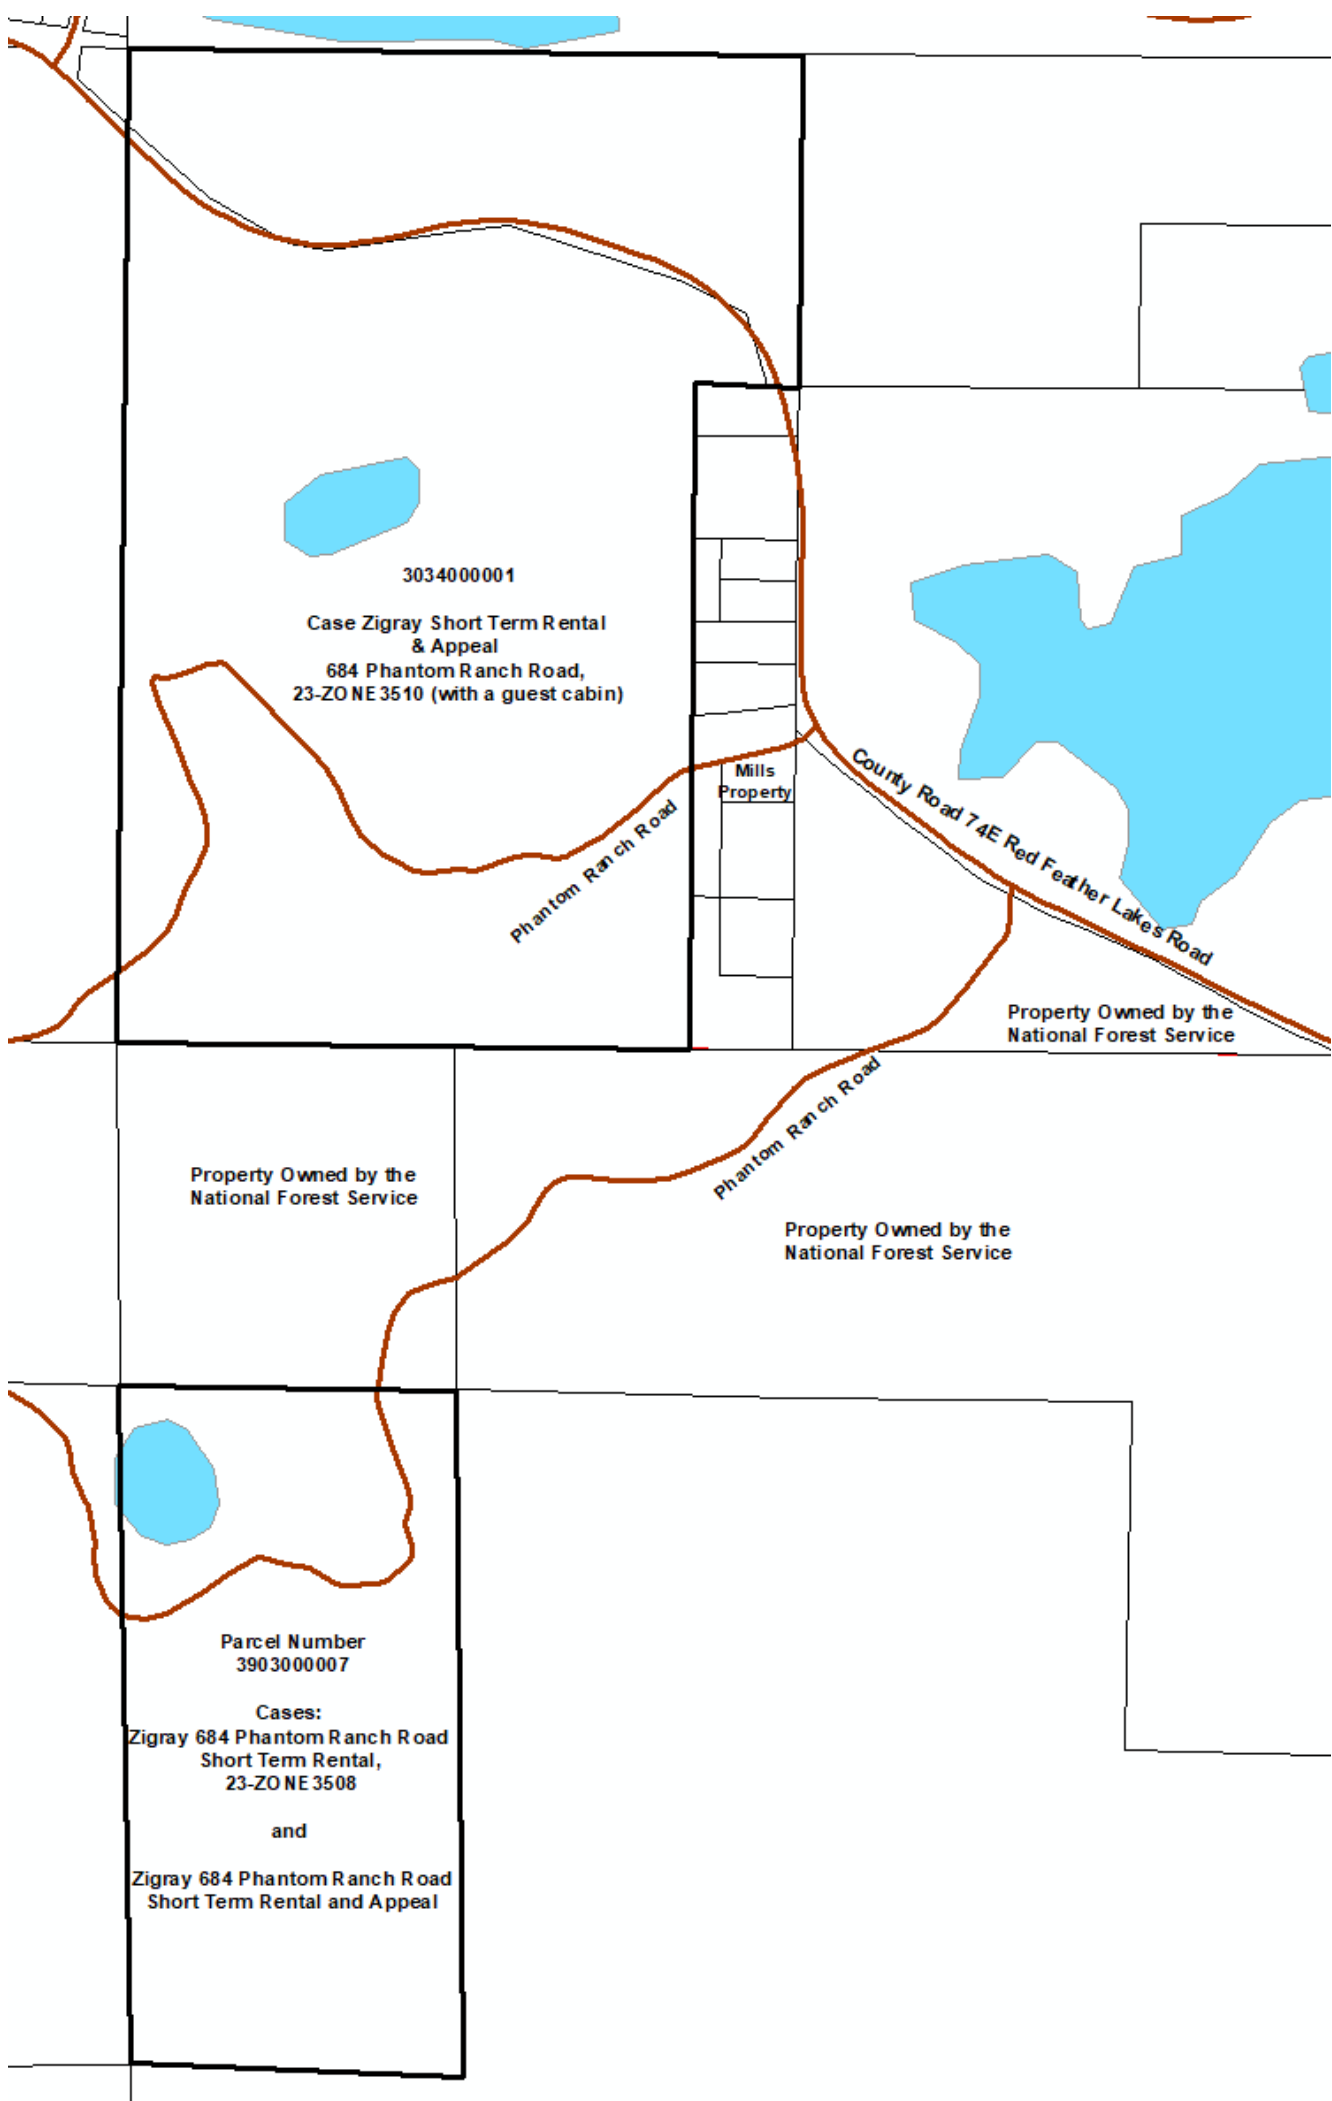 3034000001
Case Zigray Short Term Rental
& Appeal
684 Phantom Ranch Road,
23-ZONE3510 (with a guest cabin)
Mills
Property
County Road 74E Red Feather Lakes Road
Phantom Ranch Road
Property Owned by the
National Forest Service
Phantom Ranch Road
Property Owned by the
National Forest Service
Property Owned by the
National Forest Service
Parcel Number
3903000007
Cases:
Zigray 684 Phantom Ranch Road
Short Term Rental,
23-ZONE3508
and
Zigray 684 Phantom Ranch Road
Short Term Rental and Appeal